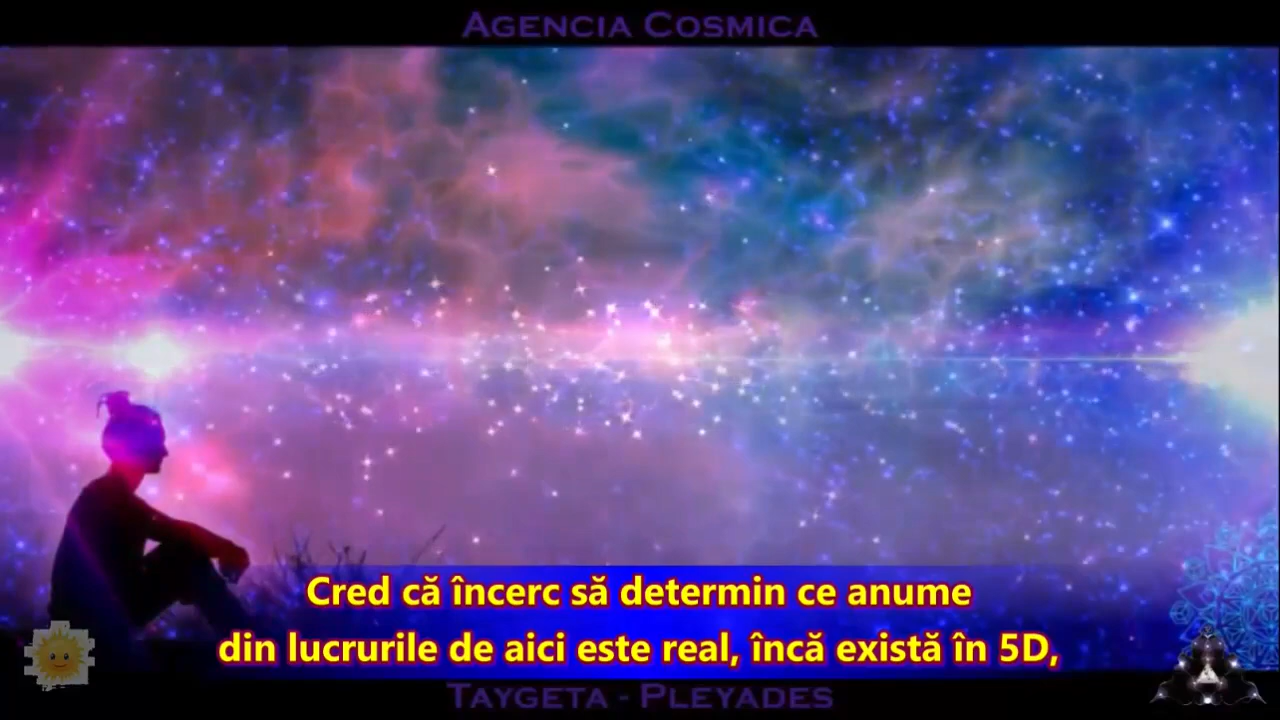 AGENCIA COSMICA
Cred că încerc să determin ce anume
din lucrurile de aici este real, încă există în 5D,
TAYGETA - PLEYADES